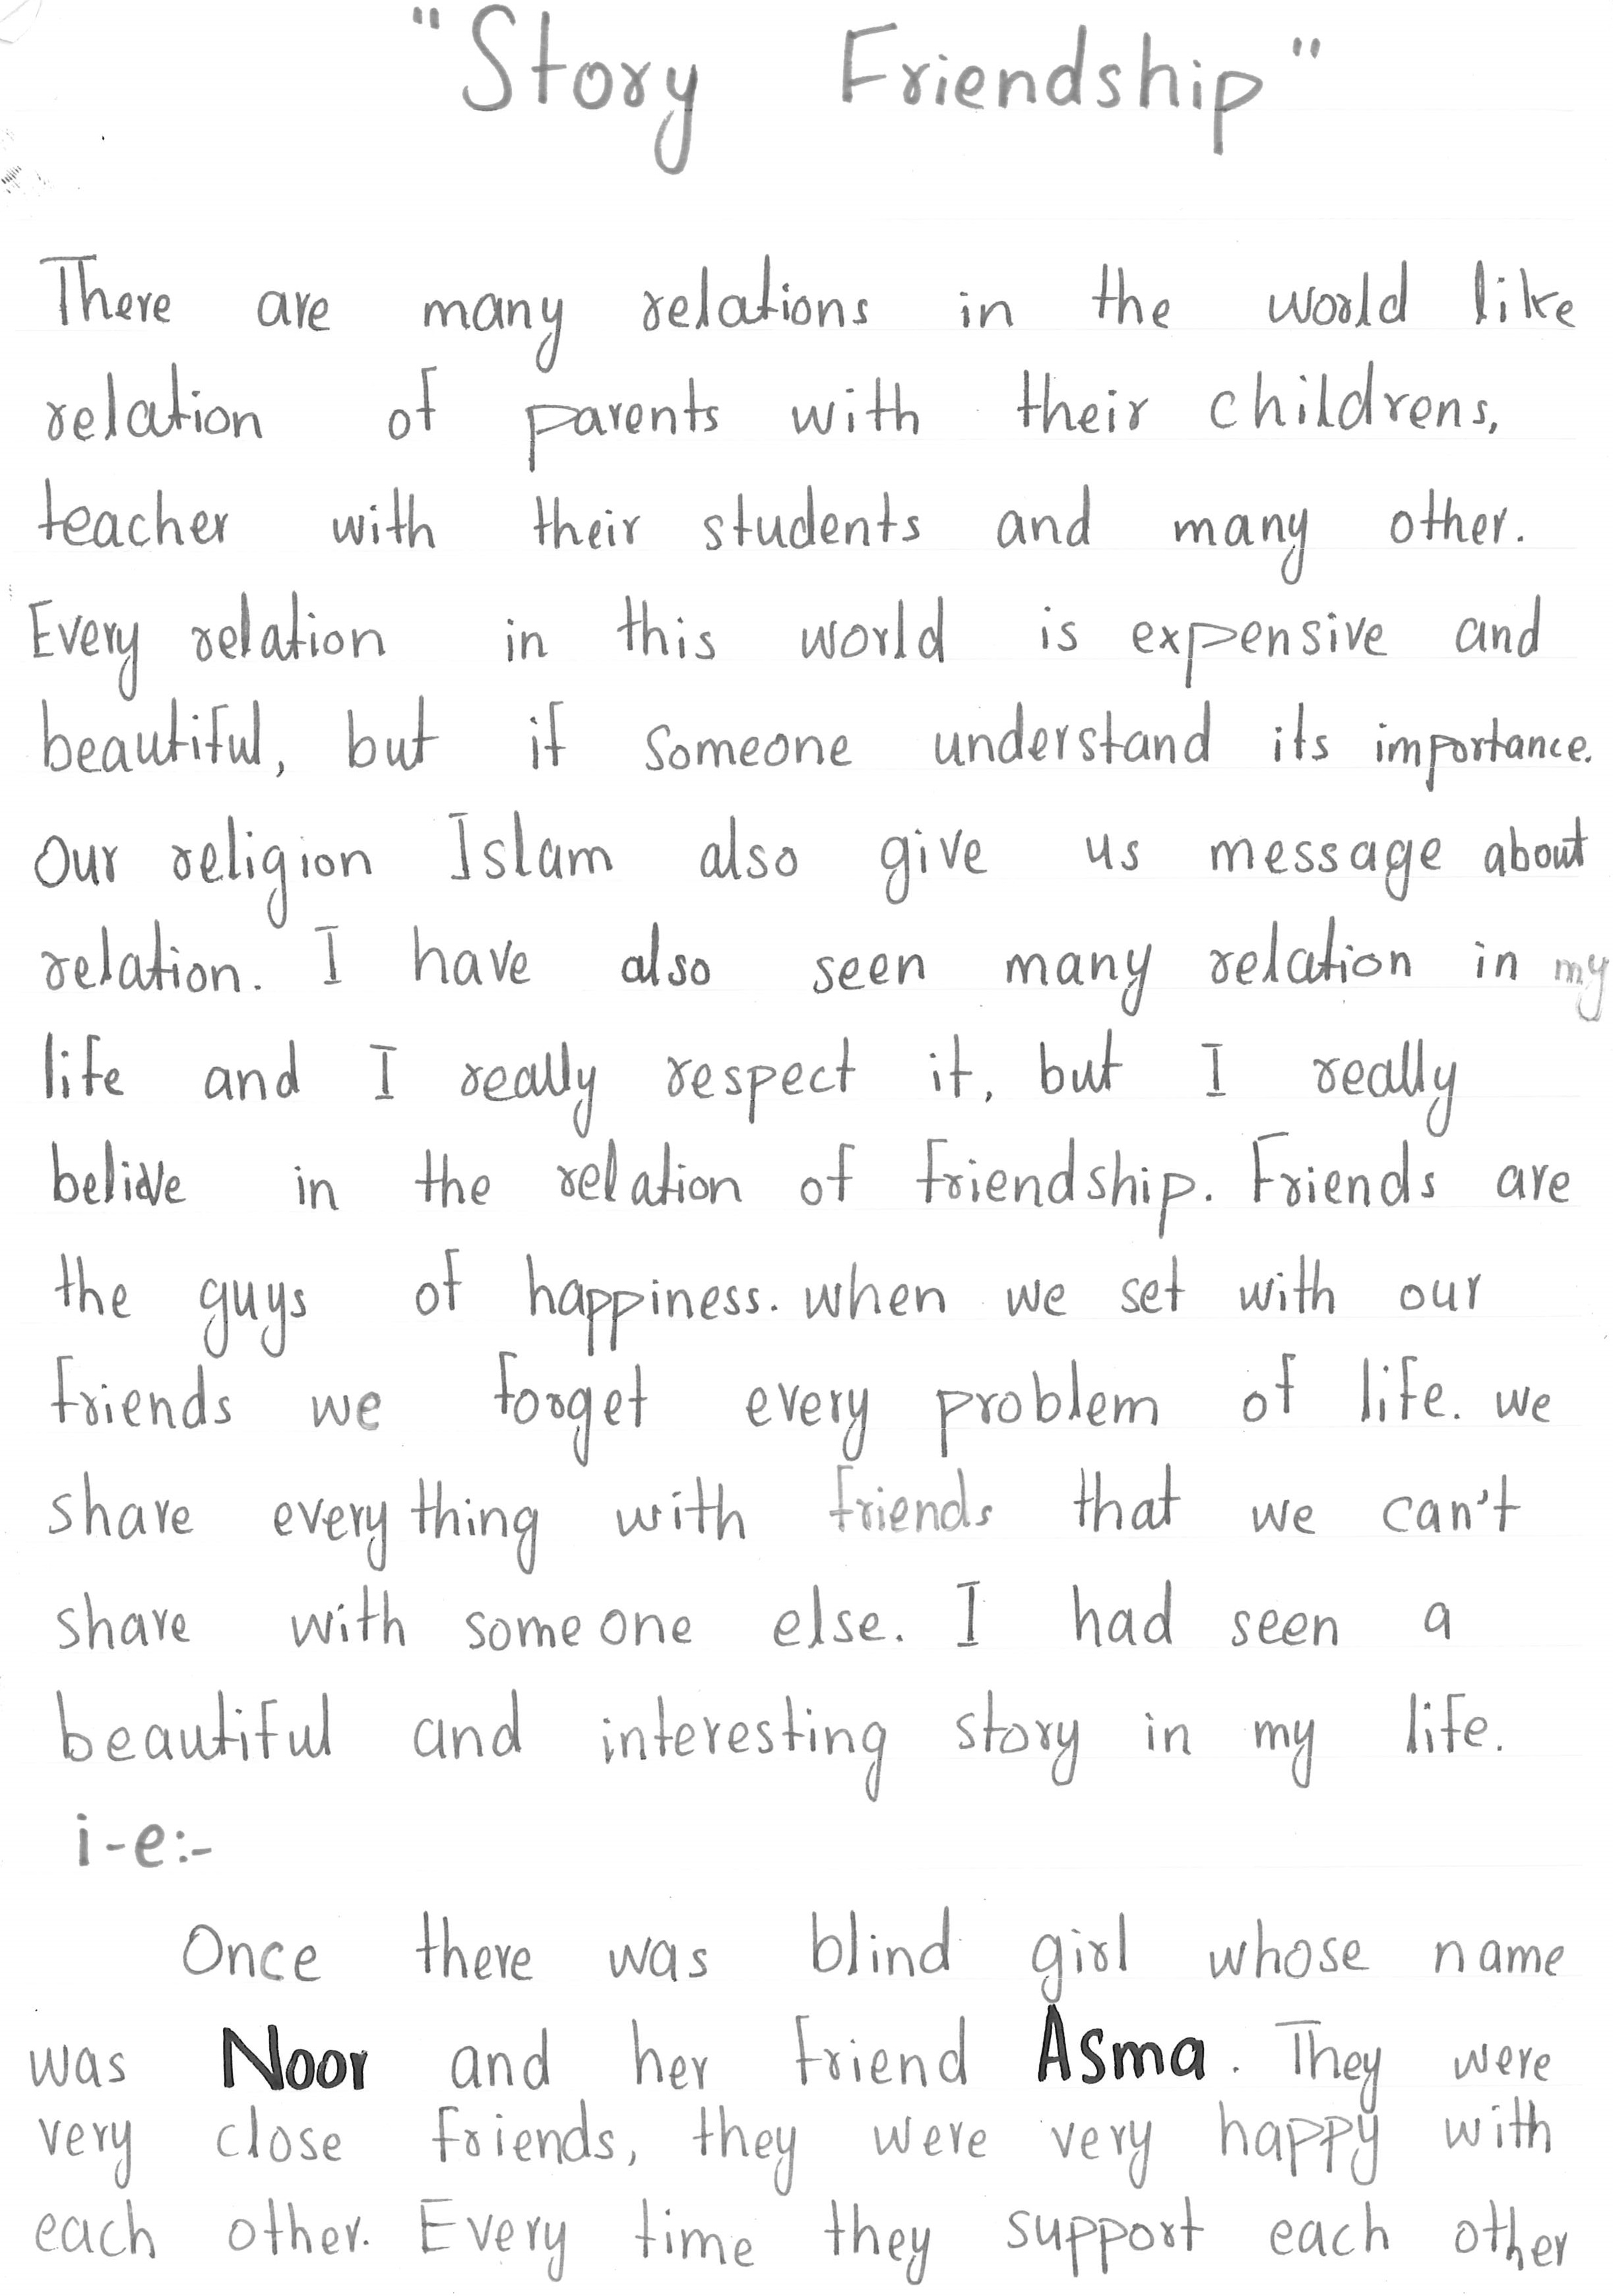 "Story Friendship"
There are many relations in the world like
relation of parents with their childrens,
teacher with their students and many other.
Every relation in this world is expensive and
beautiful, but if someone understand its importance.
Our religion Islam also give us message about
relation. I have also seen many relation in my
life and I really respect it, but I really
belive in the relation of friendship. Friends are
the guys of happiness. when we set with our
friends we forget every problem of life. we
share every thing with friends that we can't
share with some one else. I had seen a
beautiful and interesting story in my life.
i-e:-
Once there was blind girl whose name
was Noor and her friend Asma. They were
very close friends, they were very happy with
each other. Every time they support each other